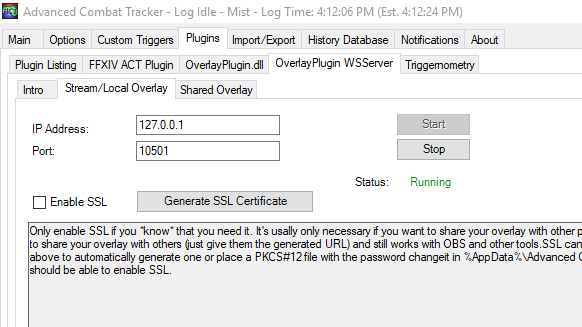 Advanced Combat Tracker - Log Idle - Mist - Log Time: 4:12:06 PM (Est. 4:12:24 PM)
Main Options Custom Triggers Plugins Import/Export History Database Notifications About
Plugin Listing FFXIV ACT Plugin OverlayPlugin.dll OverlayPlugin WSServer Triggernometry
Intro Stream/Local Overlay Shared Overlay
IP Address: 127.0.0.1 Start
Port: 10501 Stop
Status: Running
Enable SSL Generate SSL Certificate
Only enable SSL if you *know* that you need it. It's usally only necessary if you want to share your overlay with other p
to share your overlay with others (just give them the generated URL) and still works with OBS and other tools.SSL can
above to automatically generate one or place a PKCS#12 file with the password changeit in %AppData%\Advanced C
should be able to enable SSL.